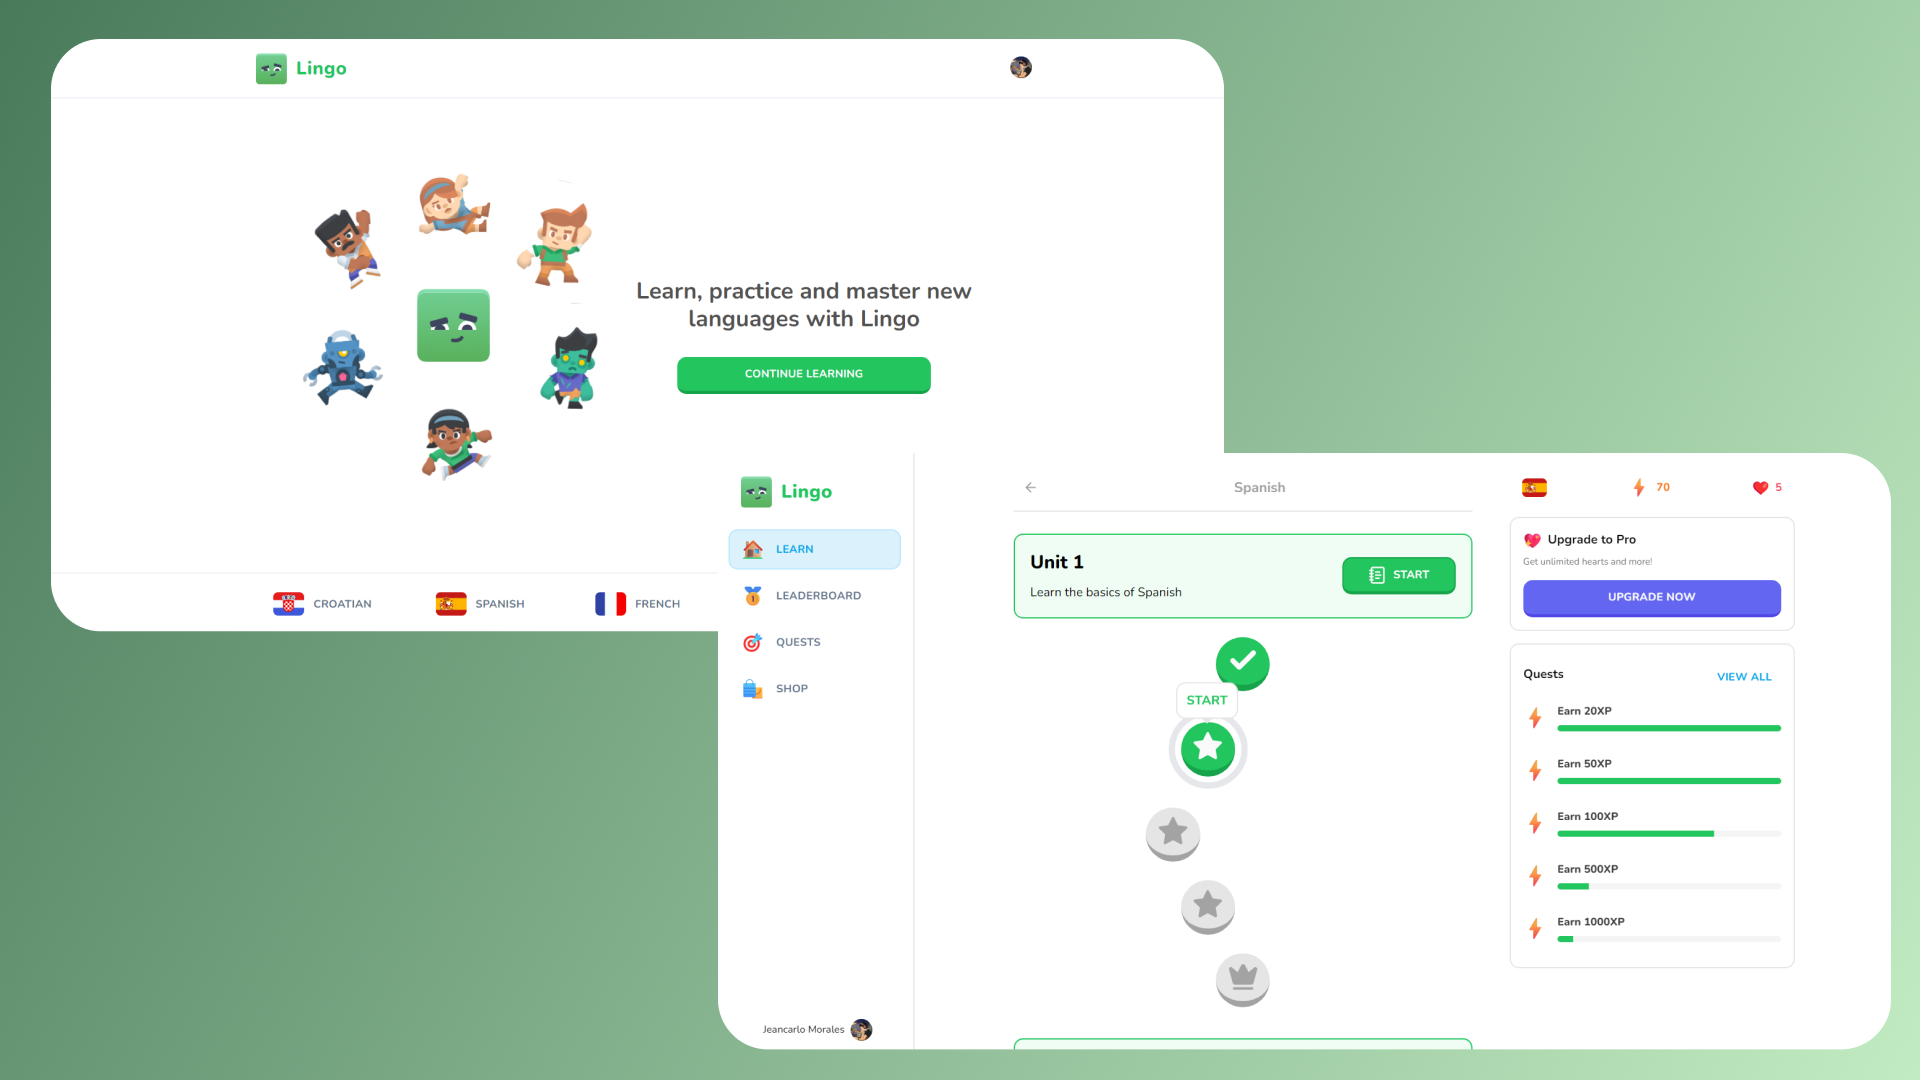 Lingo
Learn, practice and master new
languages with Lingo
CONTINUE LEARNING
CROATIAN
SPANISH
FRENCH
Lingo
LEARN
LEADERBOARD
QUESTS
SHOP
Jeancarlo Morales
Spanish
Unit 1
Learn the basics of Spanish
START
START
70
5
Upgrade to Pro
Get unlimited hearts and more!
UPGRADE NOW
Quests
VIEW ALL
Earn 20XP
Earn 50XP
Earn 100XP
Earn 500XP
Earn 1000XP